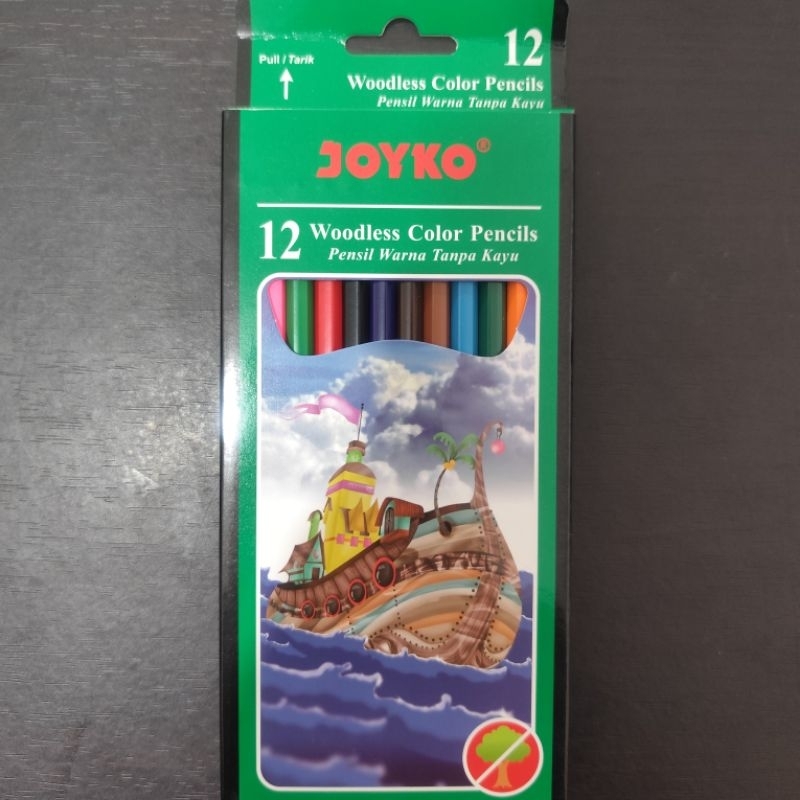 12
Pull / Tarik
Woodless Color Pencils
Pensil Warna Tanpa Kayu
JOYKO®
12 Woodless Color Pencils
Pensil Warna Tanpa Kayu